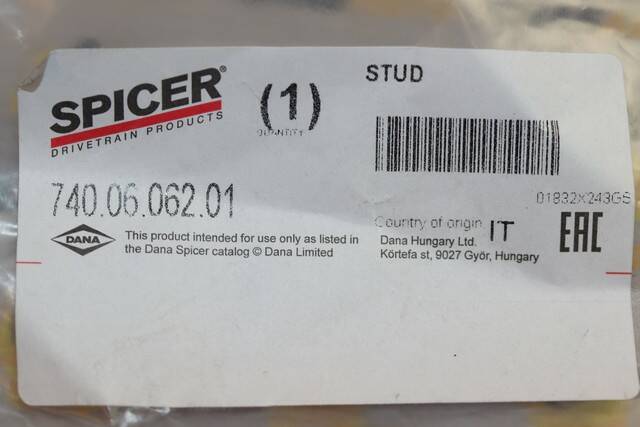 SPICER®
DRIVETRAIN PRODUCTS
(1)
QUANTITY
STUD
740.06.062.01
01832X243GS
DANA
This product intended for use only as listed in
the Dana Spicer catalog © Dana Limited
Country of origin IT
Dana Hungary Ltd.
Körtefa st, 9027 Györ, Hungary
EAC